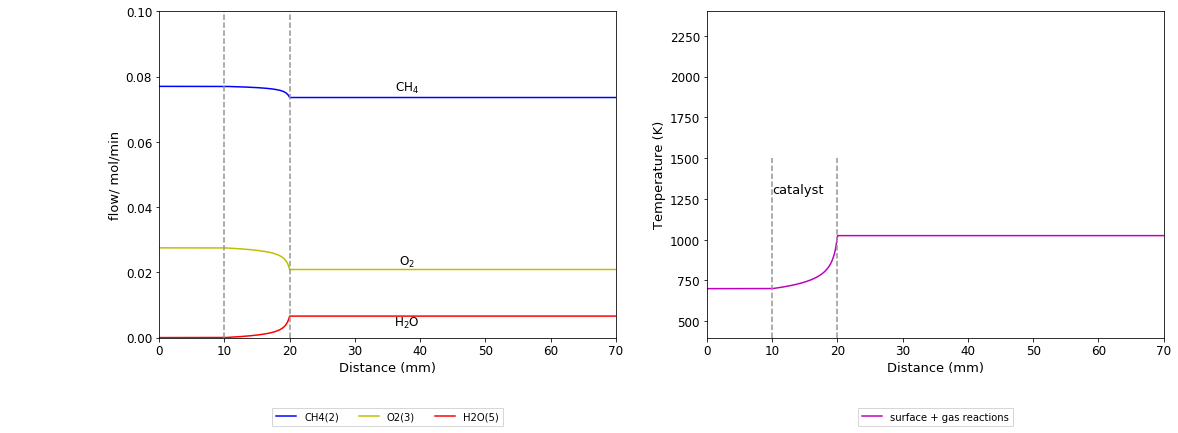 0.10
0.08
0.06
0.04
0.02
0.00
flow/ mol/min
CH₄
O₂
H₂O
0 10 20 30 40 50 60 70
Distance (mm)
CH4(2) O2(3) H2O(5)
2250
2000
1750
1500
1250
1000
750
500
Temperature (K)
catalyst
0 10 20 30 40 50 60 70
Distance (mm)
surface + gas reactions